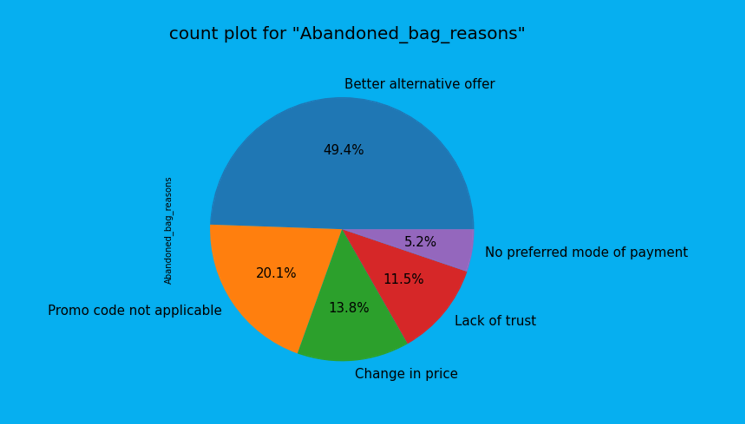 count plot for "Abandoned_bag_reasons"
Better alternative offer
49.4%
Abandoned_bag_reasons
5.2%
No preferred mode of payment
20.1%
11.5%
Promo code not applicable
13.8%
Lack of trust
Change in price